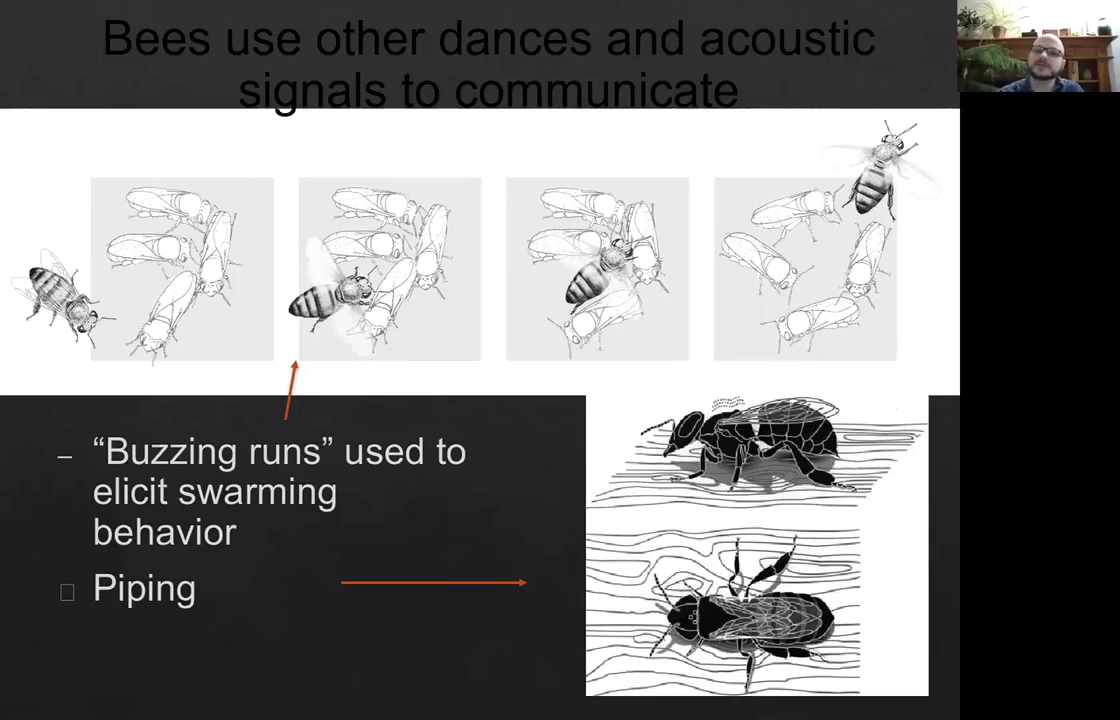 Bees use other dances and acoustic
signals to communicate
– “Buzzing runs” used to
elicit swarming
behavior
Piping